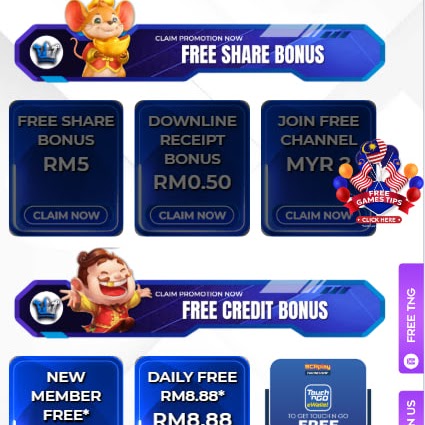 CLAIM PROMOTION NOW
FREE SHARE BONUS
FREE SHARE
BONUS
RM5
CLAIM NOW
DOWNLINE
RECEIPT
BONUS
RM0.50
CLAIM NOW
JOIN FREE
CHANNEL
MYR
CLAIM NOW
FREE
GAMES TIPS
CLICK HERE
CLAIM PROMOTION NOW
FREE CREDIT BONUS
FREE TNG
NEW
MEMBER
FREE*
DAILY FREE
RM8.88*
RM8.88
Touch
'n GO
eWallet
TO GET TOUCH N GO
FREE
N US